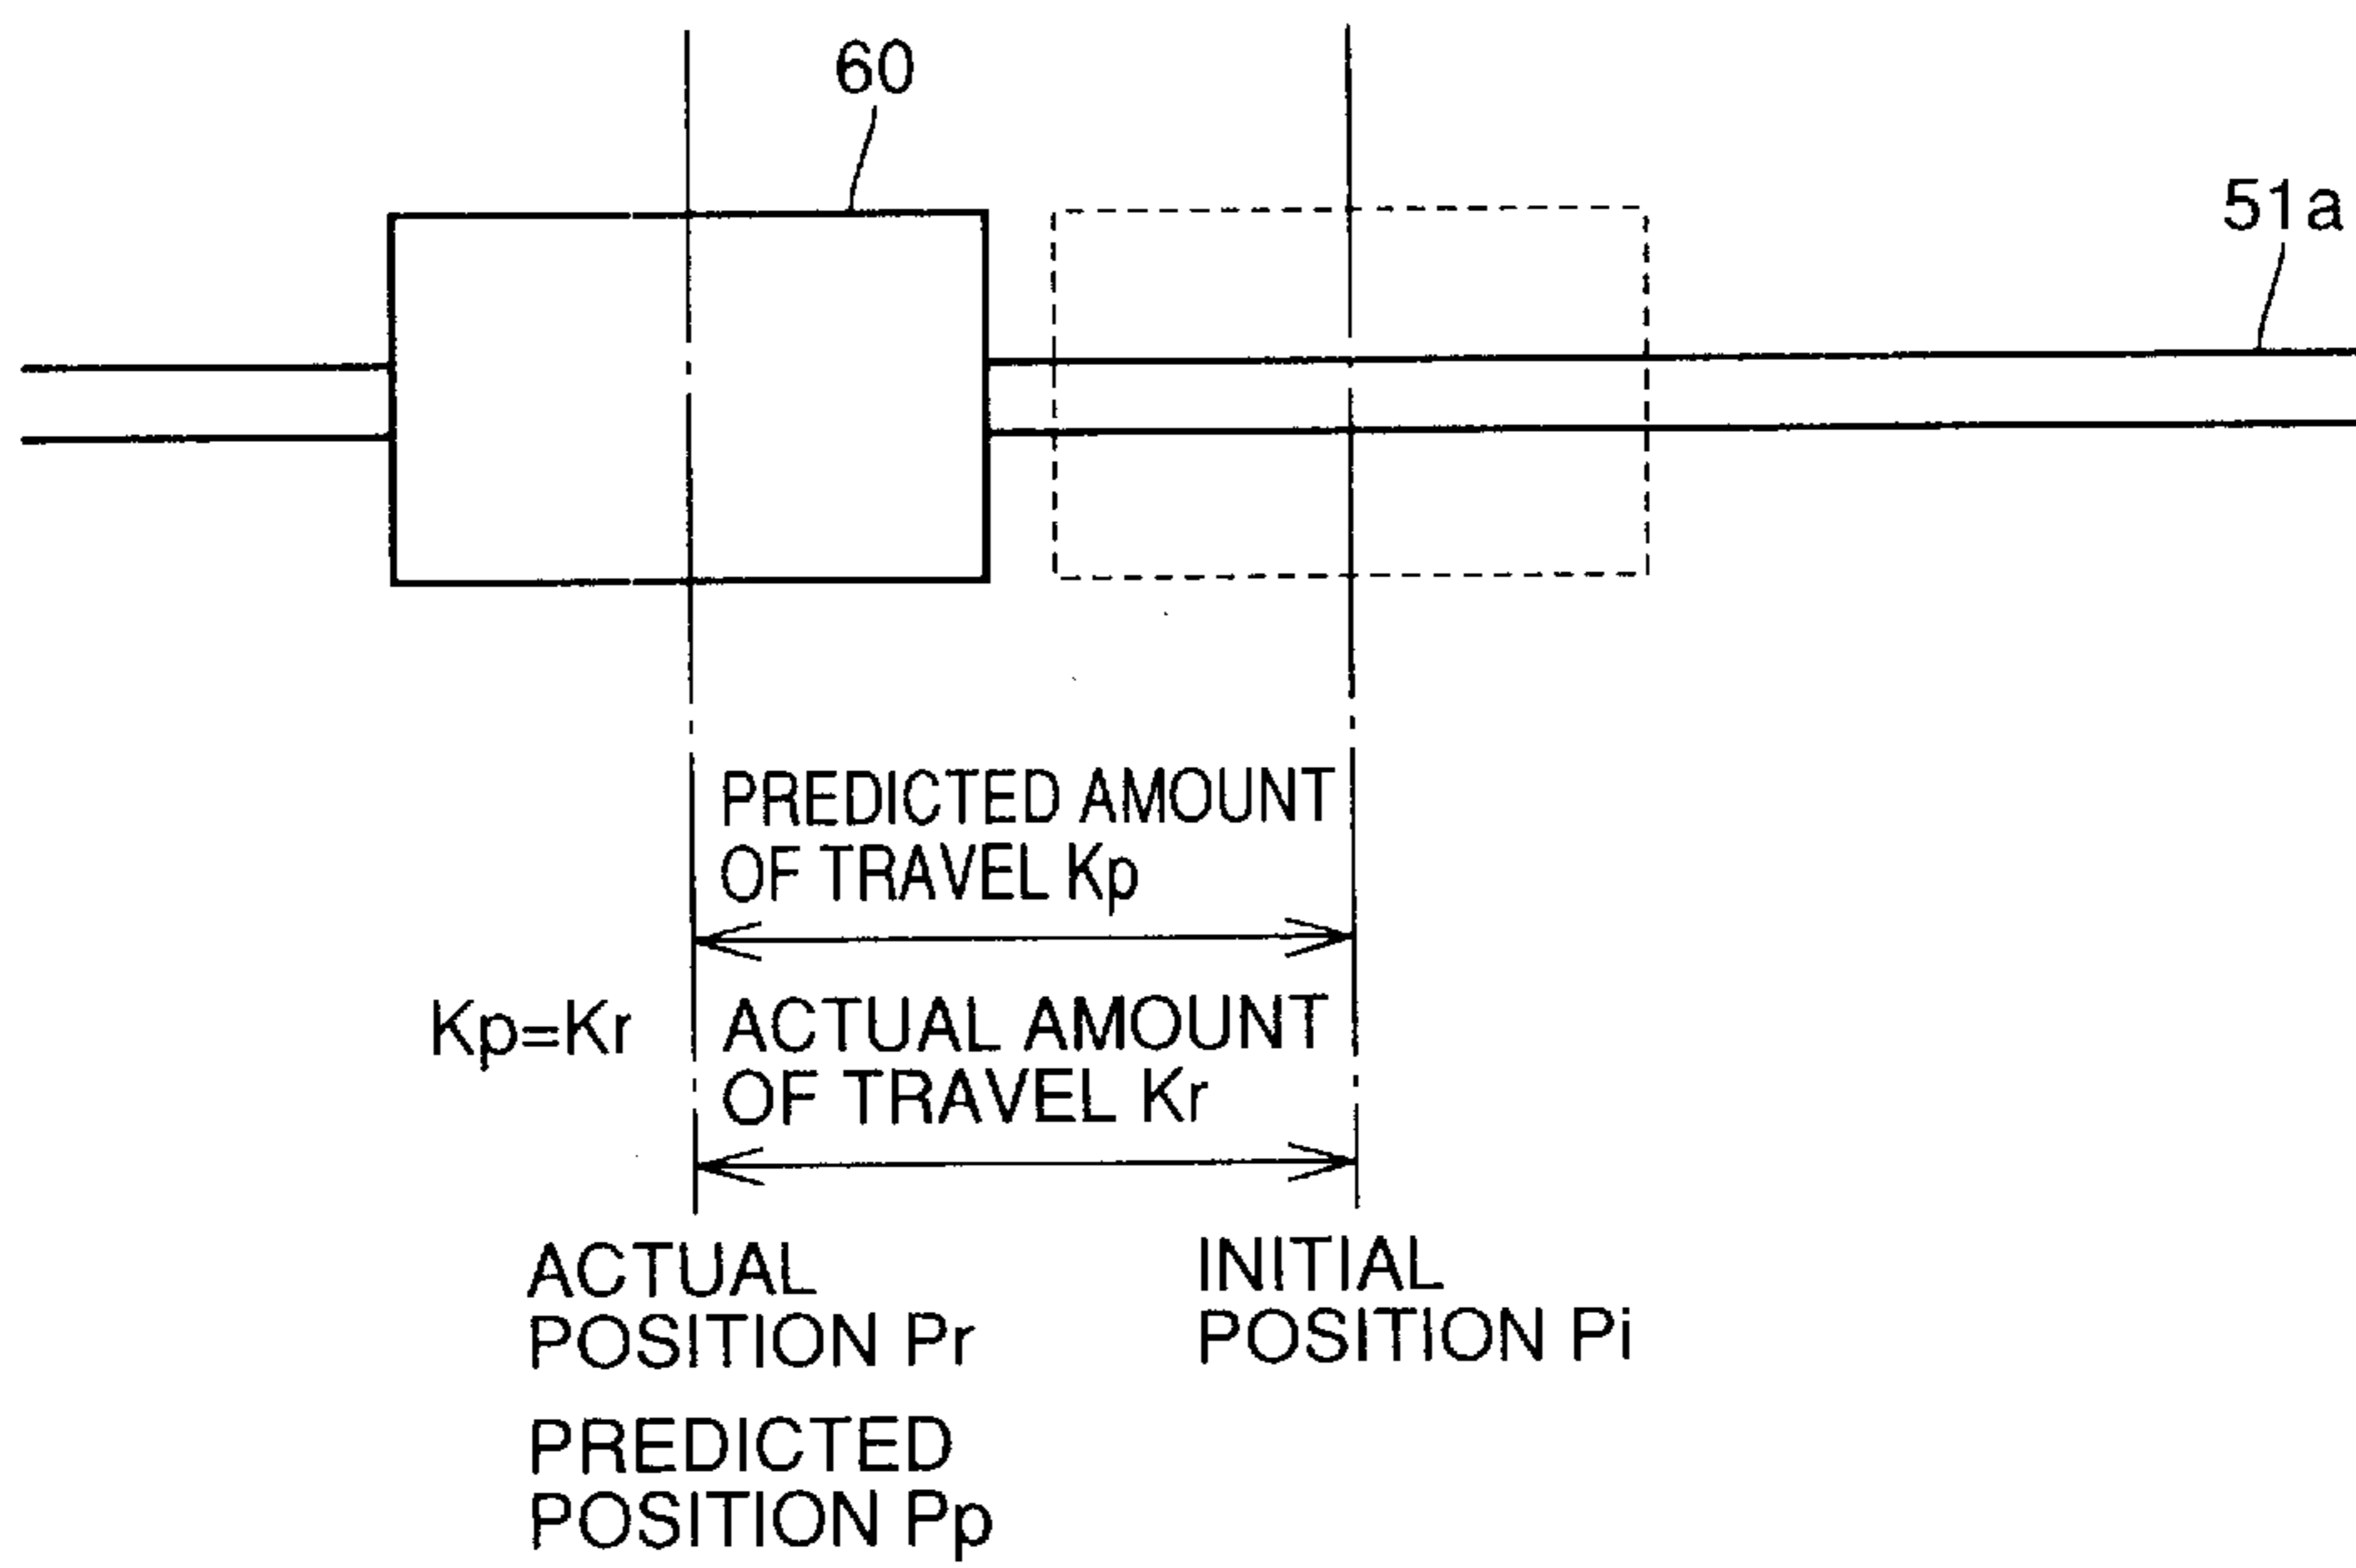 60
51a
PREDICTED AMOUNT
OF TRAVEL Kp
Kp=Kr
ACTUAL AMOUNT
OF TRAVEL Kr
ACTUAL
POSITION Pr
INITIAL
POSITION Pi
PREDICTED
POSITION Pp